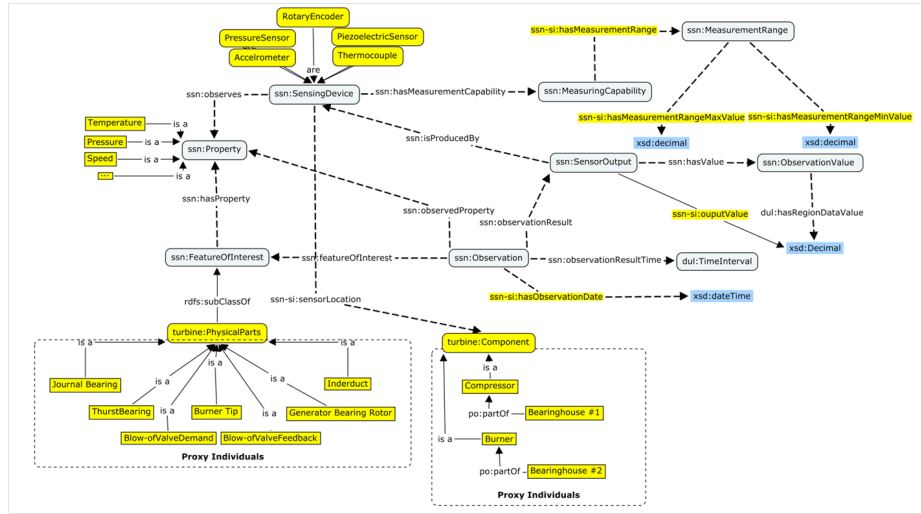 RotaryEncoder
PressureSensor
PiezoelectricSensor
Accelrometer
Thermocouple
are
ssn-si:hasMeasurementRange
ssn:MeasurementRange
ssn:observes
ssn:SensingDevice
ssn:hasMeasurementCapability
ssn:MeasuringCapability
ssn-si:hasMeasurementRangeMaxValue
ssn-si:hasMeasurementRangeMinValue
Temperature
is a
Pressure
is a
Speed
is a
...
is a
ssn:Property
ssn:isProducedBy
xsd:decimal
xsd:decimal
ssn:SensorOutput
ssn:hasValue
ssn:ObservationValue
ssn:hasProperty
ssn:observedProperty
ssn:observationResult
ssn-si:ouputValue
dul:hasRegionDataValue
xsd:Decimal
ssn:FeatureOfInterest
ssn:featureOfInterest
ssn:Observation
ssn:observationResultTime
dul:TimeInterval
rdfs:subClassOf
ssn-si:sensorLocation
ssn-si:hasObservationDate
xsd:dateTime
turbine:PhysicalParts
turbine:Component
is a
is a
is a
is a
is a
is a
is a
Journal Bearing
ThurstBearing
Burner Tip
Generator Bearing Rotor
Inderduct
Blow-ofValveDemand
Blow-ofValveFeedback
Proxy Individuals
is a
Compressor
po:partOf
Bearinghouse #1
is a
Burner
po:partOf
Bearinghouse #2
Proxy Individuals